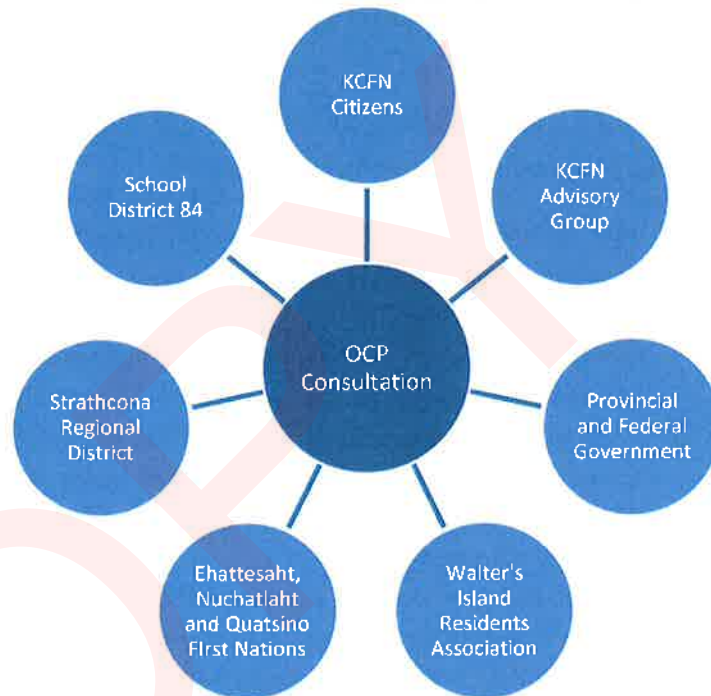 KCFN
Citizens
KCFN
Advisory
Group
Provincial
and Federal
Government
Walter's
Island
Residents
Association
Ehattesaht,
Nuchatlaht
and Quatsino
First Nations
Strathcona
Regional
District
School
District 84
OCP
Consultation